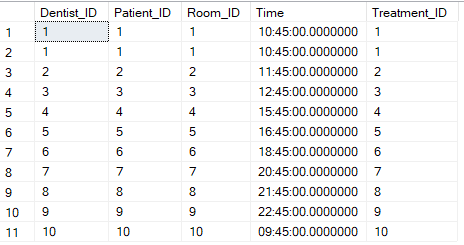 Dentist_ID Patient_ID Room_ID Time Treatment_ID
1 1 1 1 10:45:00.0000000 1
2 1 1 1 10:45:00.0000000 1
3 2 2 2 11:45:00.0000000 2
4 3 3 3 12:45:00.0000000 3
5 4 4 4 15:45:00.0000000 4
6 5 5 5 16:45:00.0000000 5
7 6 6 6 18:45:00.0000000 6
8 7 7 7 20:45:00.0000000 7
9 8 8 8 21:45:00.0000000 8
10 9 9 9 22:45:00.0000000 9
11 10 10 10 09:45:00.0000000 10